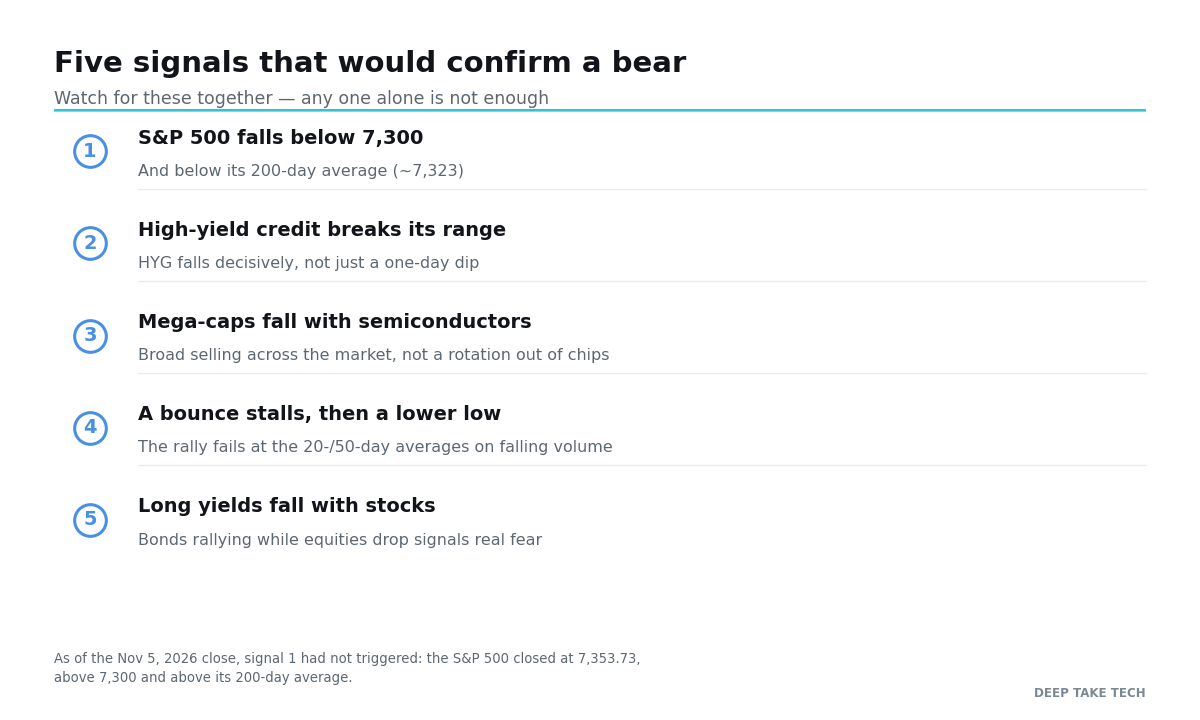 Five signals that would confirm a bear
Watch for these together — any one alone is not enough
1
S&P 500 falls below 7,300
And below its 200-day average (~7,323)
2
High-yield credit breaks its range
HYG falls decisively, not just a one-day dip
3
Mega-caps fall with semiconductors
Broad selling across the market, not a rotation out of chips
4
A bounce stalls, then a lower low
The rally fails at the 20-/50-day averages on falling volume
5
Long yields fall with stocks
Bonds rallying while equities drop signals real fear
As of the Nov 5, 2026 close, signal 1 had not triggered: the S&P 500 closed at 7,353.73,
above 7,300 and above its 200-day average.
DEEP TAKE TECH